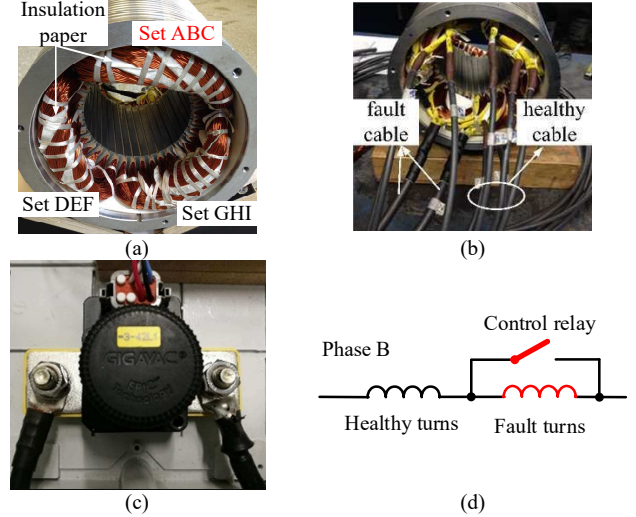 Insulation
paper
Set ABC
Set DEF
Set GHI
(a)
fault
cable
healthy
cable
(b)
GIGAVAC
(c)
Phase B
Control relay
Healthy turns
Fault turns
(d)